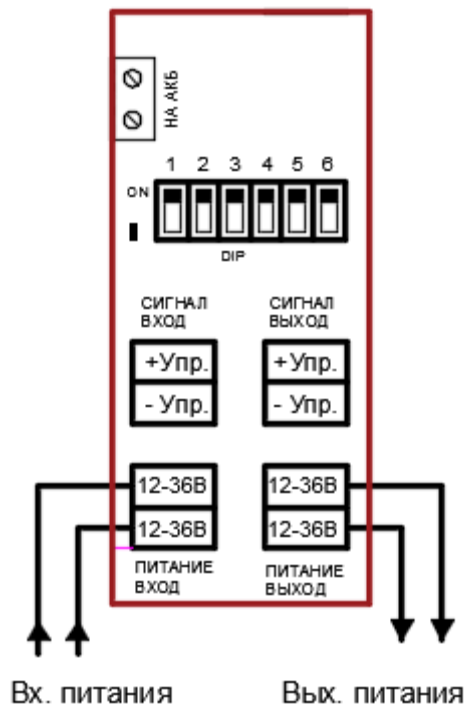 НА АКБ
1 2 3 4 5 6
ON
DIP
СИГНАЛ ВХОД
СИГНАЛ ВЫХОД
+Упр. +Упр.
- Упр. - Упр.
12-36В 12-36В
12-36В 12-36В
ПИТАНИЕ ВХОД
ПИТАНИЕ ВЫХОД
Вх. питания Вых. питания